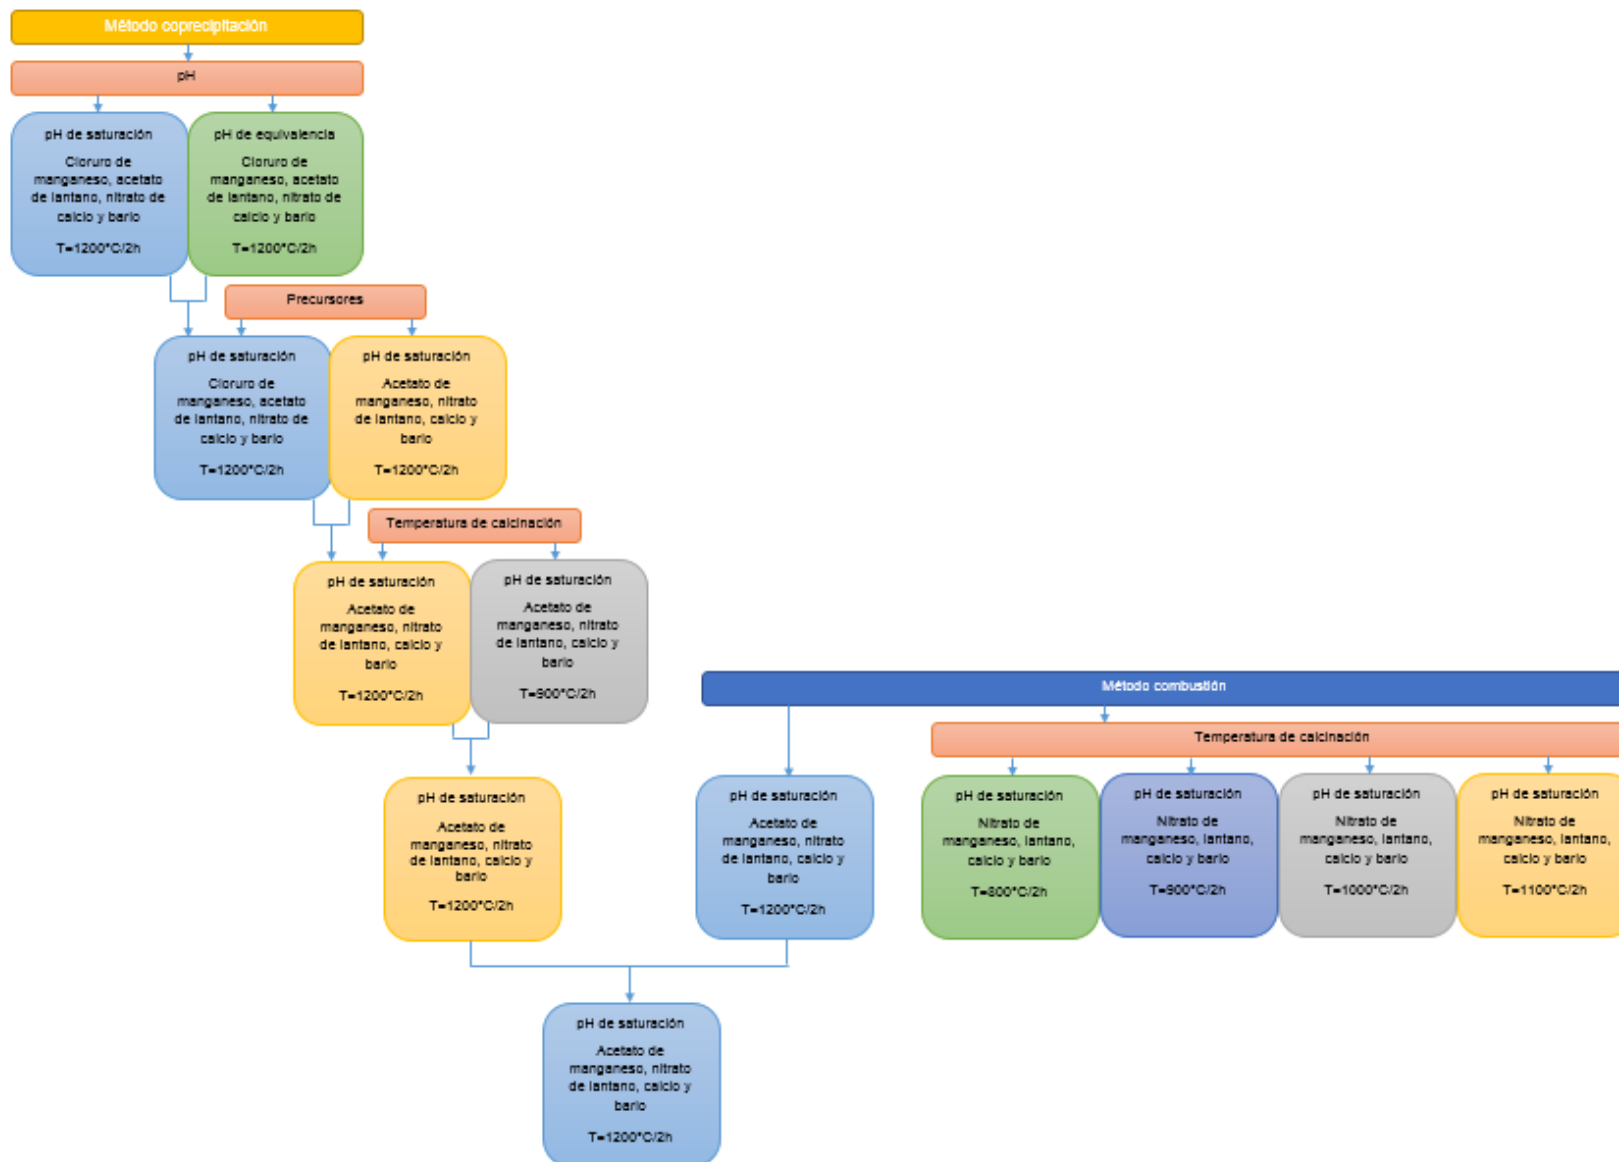 Método coprecipitación
pH
pH de saturación
Cloruro de
manganeso, acetato
de lantano, nitrato de
calcio y bario
T=1200°C/2h
pH de equivalencia
Cloruro de
manganeso, acetato
de lantano, nitrato de
calcio y bario
T=1200°C/2h
Precursores
pH de saturación
Cloruro de
manganeso, acetato
de lantano, nitrato de
calcio y bario
T=1200°C/2h
pH de saturación
Acetato de
manganeso, nitrato
de lantano, calcio y
bario
T=1200°C/2h
Temperatura de calcinación
pH de saturación
Acetato de
manganeso, nitrato
de lantano, calcio y
bario
T=1200°C/2h
pH de saturación
Acetato de
manganeso, nitrato
de lantano, calcio y
bario
T=900°C/2h
Método combustión
Temperatura de calcinación
pH de saturación
Acetato de
manganeso, nitrato
de lantano, calcio y
bario
T=1200°C/2h
pH de saturación
Acetato de
manganeso, nitrato
de lantano, calcio y
bario
T=1200°C/2h
pH de saturación
Nitrato de
manganeso, lantano,
calcio y bario
T=800°C/2h
pH de saturación
Nitrato de
manganeso, lantano,
calcio y bario
T=900°C/2h
pH de saturación
Nitrato de
manganeso, lantano,
calcio y bario
T=1000°C/2h
pH de saturación
Nitrato de
manganeso, lantano,
calcio y bario
T=1100°C/2h
pH de saturación
Acetato de
manganeso, nitrato
de lantano, calcio y
bario
T=1200°C/2h